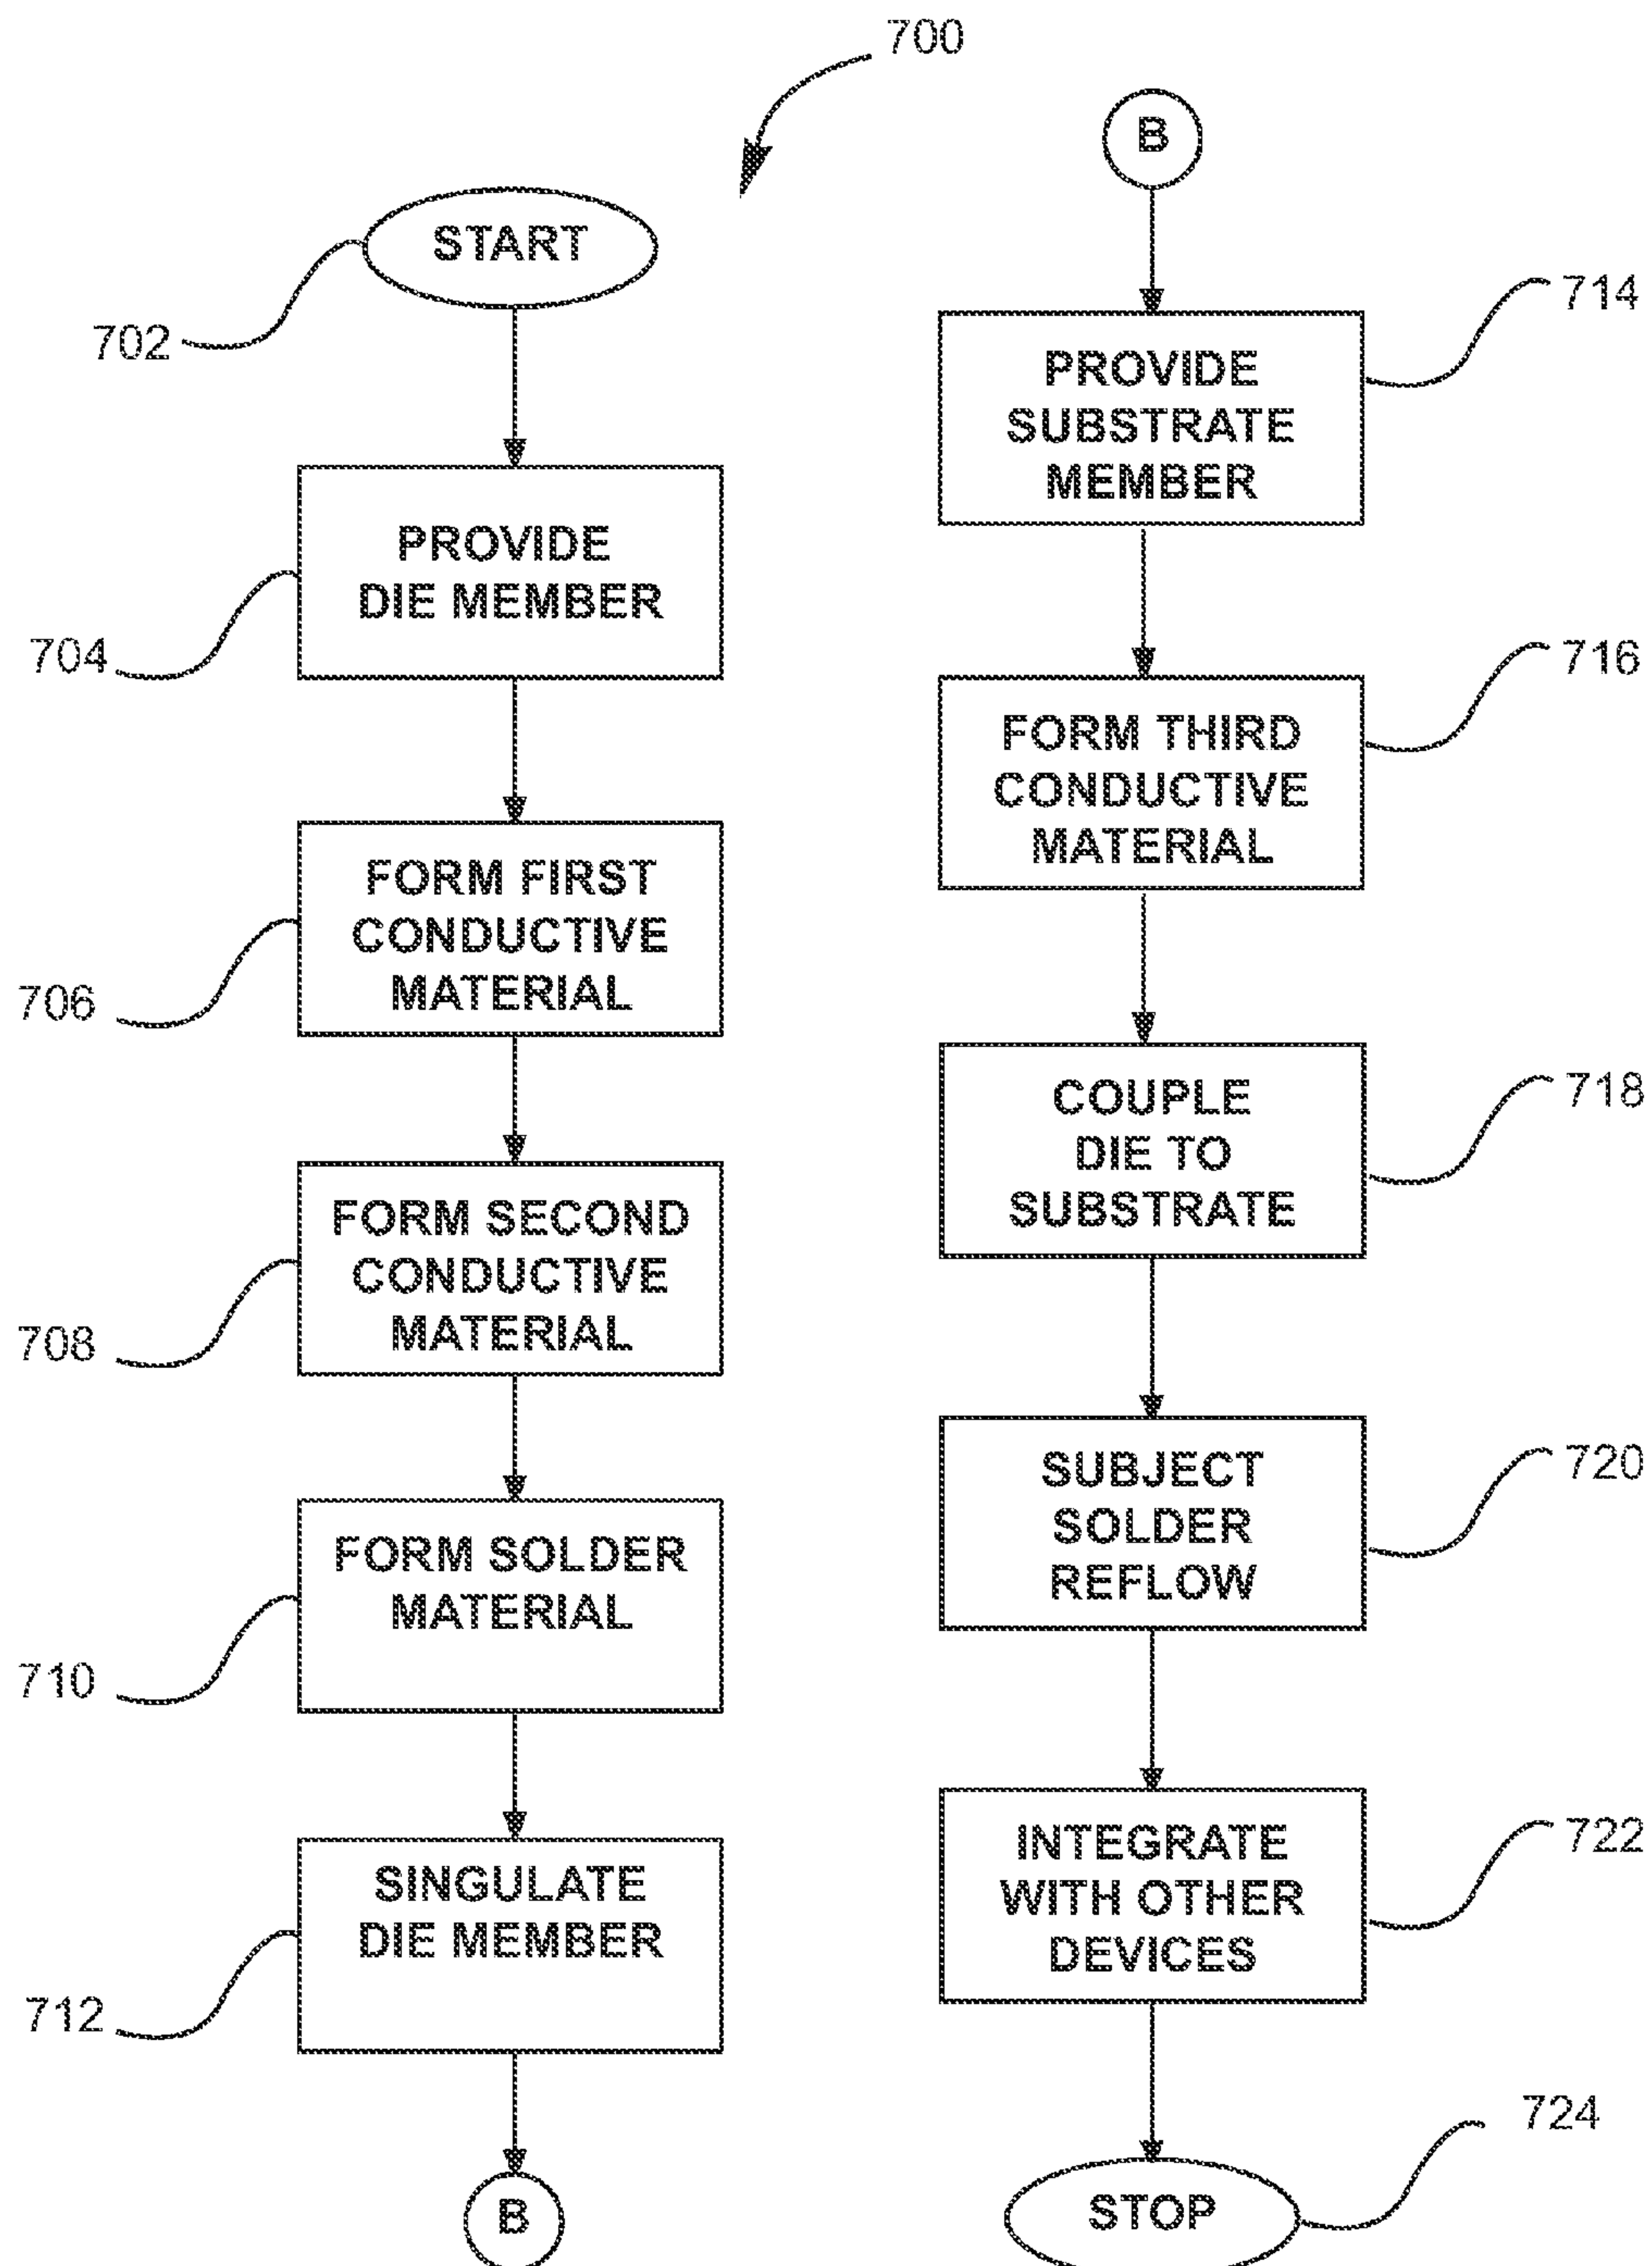 700
START
702
PROVIDE
DIE MEMBER
704
FORM FIRST
CONDUCTIVE
MATERIAL
706
FORM SECOND
CONDUCTIVE
MATERIAL
708
FORM SOLDER
MATERIAL
710
SINGULATE
DIE MEMBER
712
B
B
714
PROVIDE
SUBSTRATE
MEMBER
716
FORM THIRD
CONDUCTIVE
MATERIAL
718
COUPLE
DIE TO
SUBSTRATE
720
SUBJECT
SOLDER
REFLOW
722
INTEGRATE
WITH OTHER
DEVICES
724
STOP